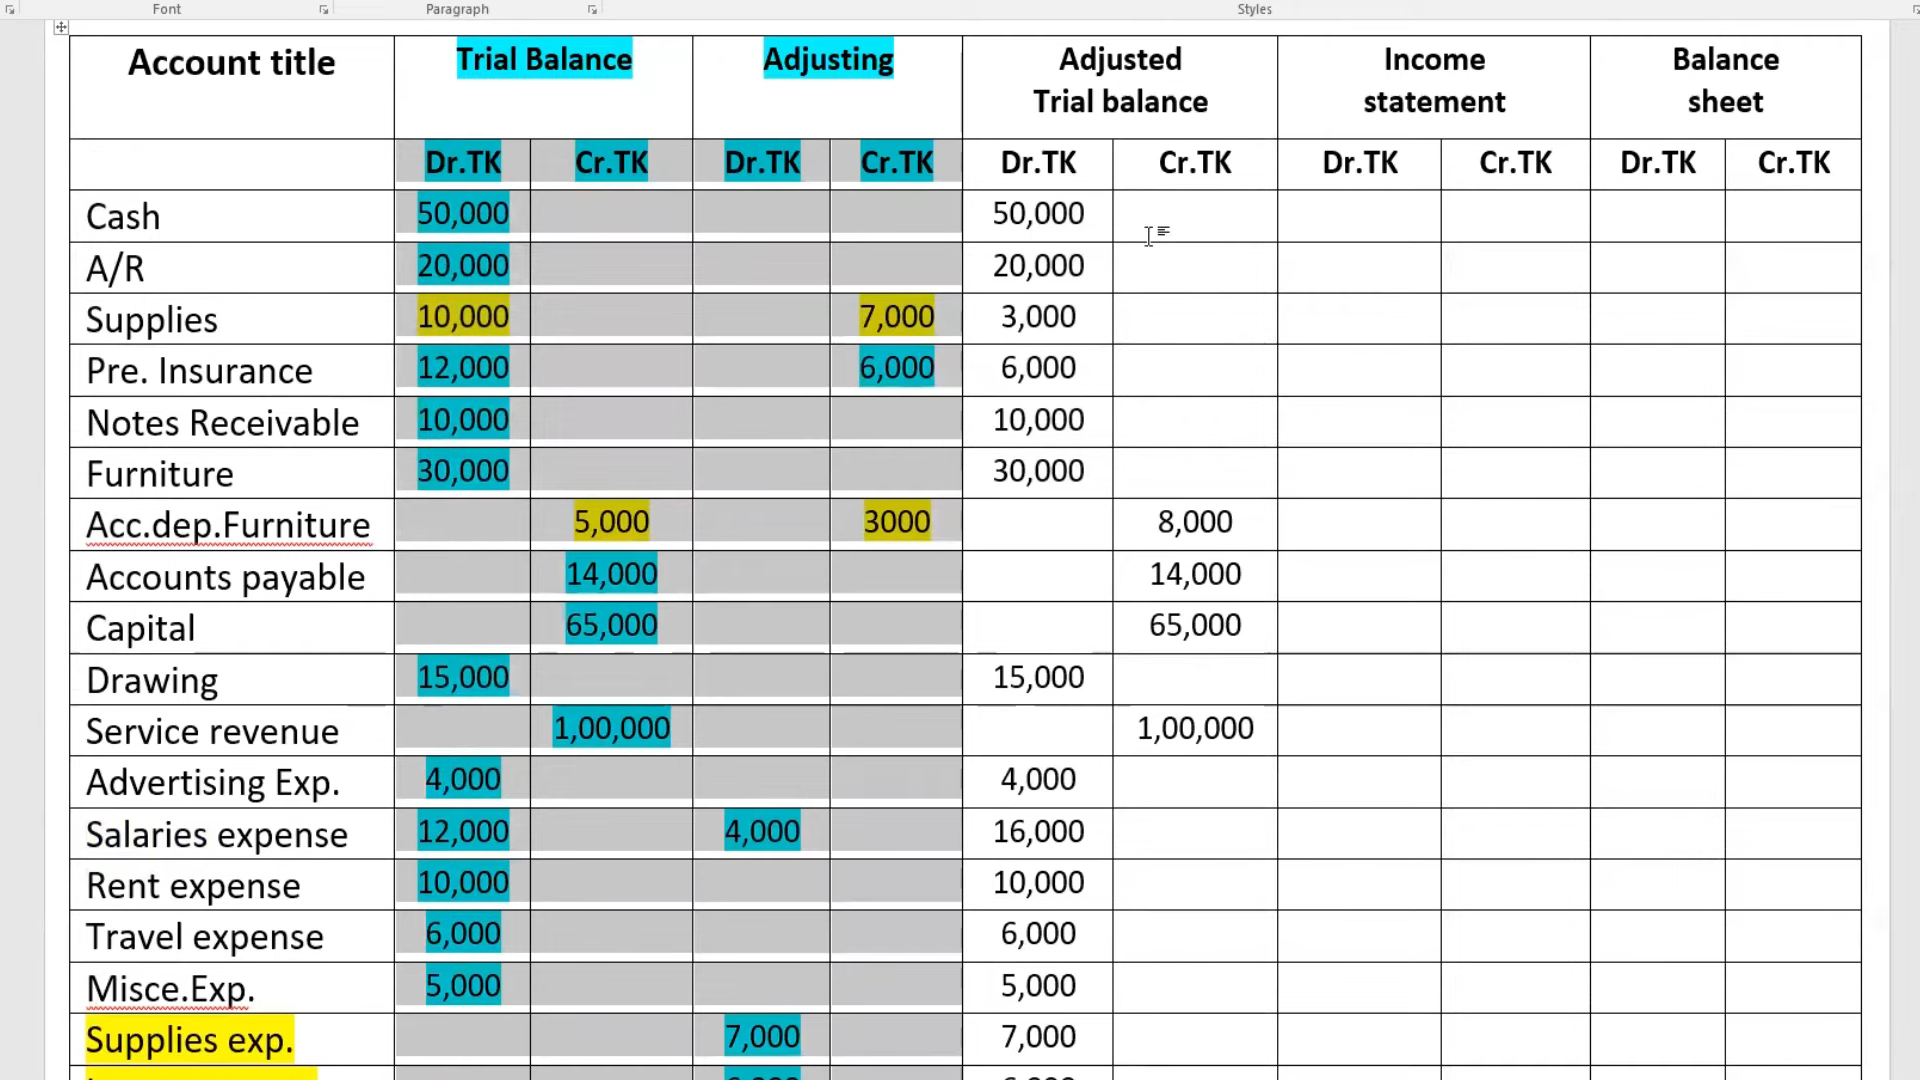 Font Paragraph Styles
Account title Trial Balance Adjusting Adjusted Income Balance
Trial balance statement sheet
Dr.TK Cr.TK Dr.TK Cr.TK Dr.TK Cr.TK Dr.TK Cr.TK Dr.TK Cr.TK
Cash 50,000 50,000
A/R 20,000 20,000
Supplies 10,000 7,000 3,000
Pre. Insurance 12,000 6,000 6,000
Notes Receivable 10,000 10,000
Furniture 30,000 30,000
Acc.dep.Furniture 5,000 3000 8,000
Accounts payable 14,000 14,000
Capital 65,000 65,000
Drawing 15,000 15,000
Service revenue 1,00,000 1,00,000
Advertising Exp. 4,000 4,000
Salaries expense 12,000 4,000 16,000
Rent expense 10,000 10,000
Travel expense 6,000 6,000
Misce.Exp. 5,000 5,000
Supplies exp. 7,000 7,000